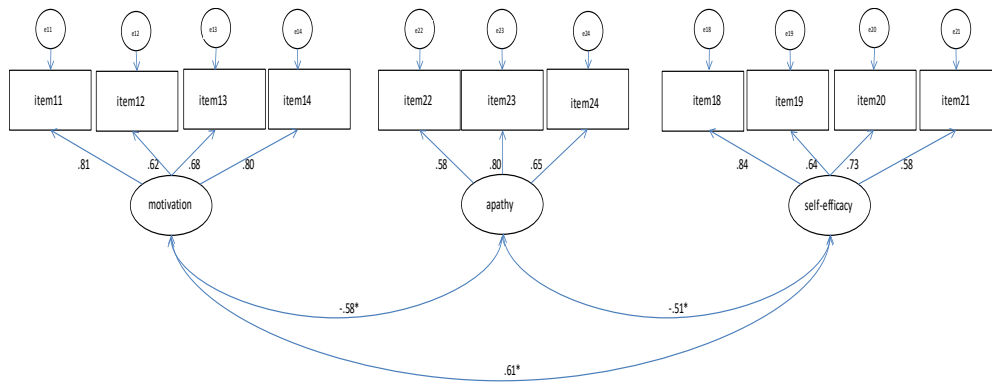 e11 e12 e13 e14 e22 e23 e24 e18 e19 e20 e21
item11 item12 item13 item14 item22 item23 item24 item18 item19 item20 item21
.81 .62 .68 .80 .58 .80 .65 .84 .64 .73 .58
motivation apathy self-efficacy
-.58* -.51*
.61*